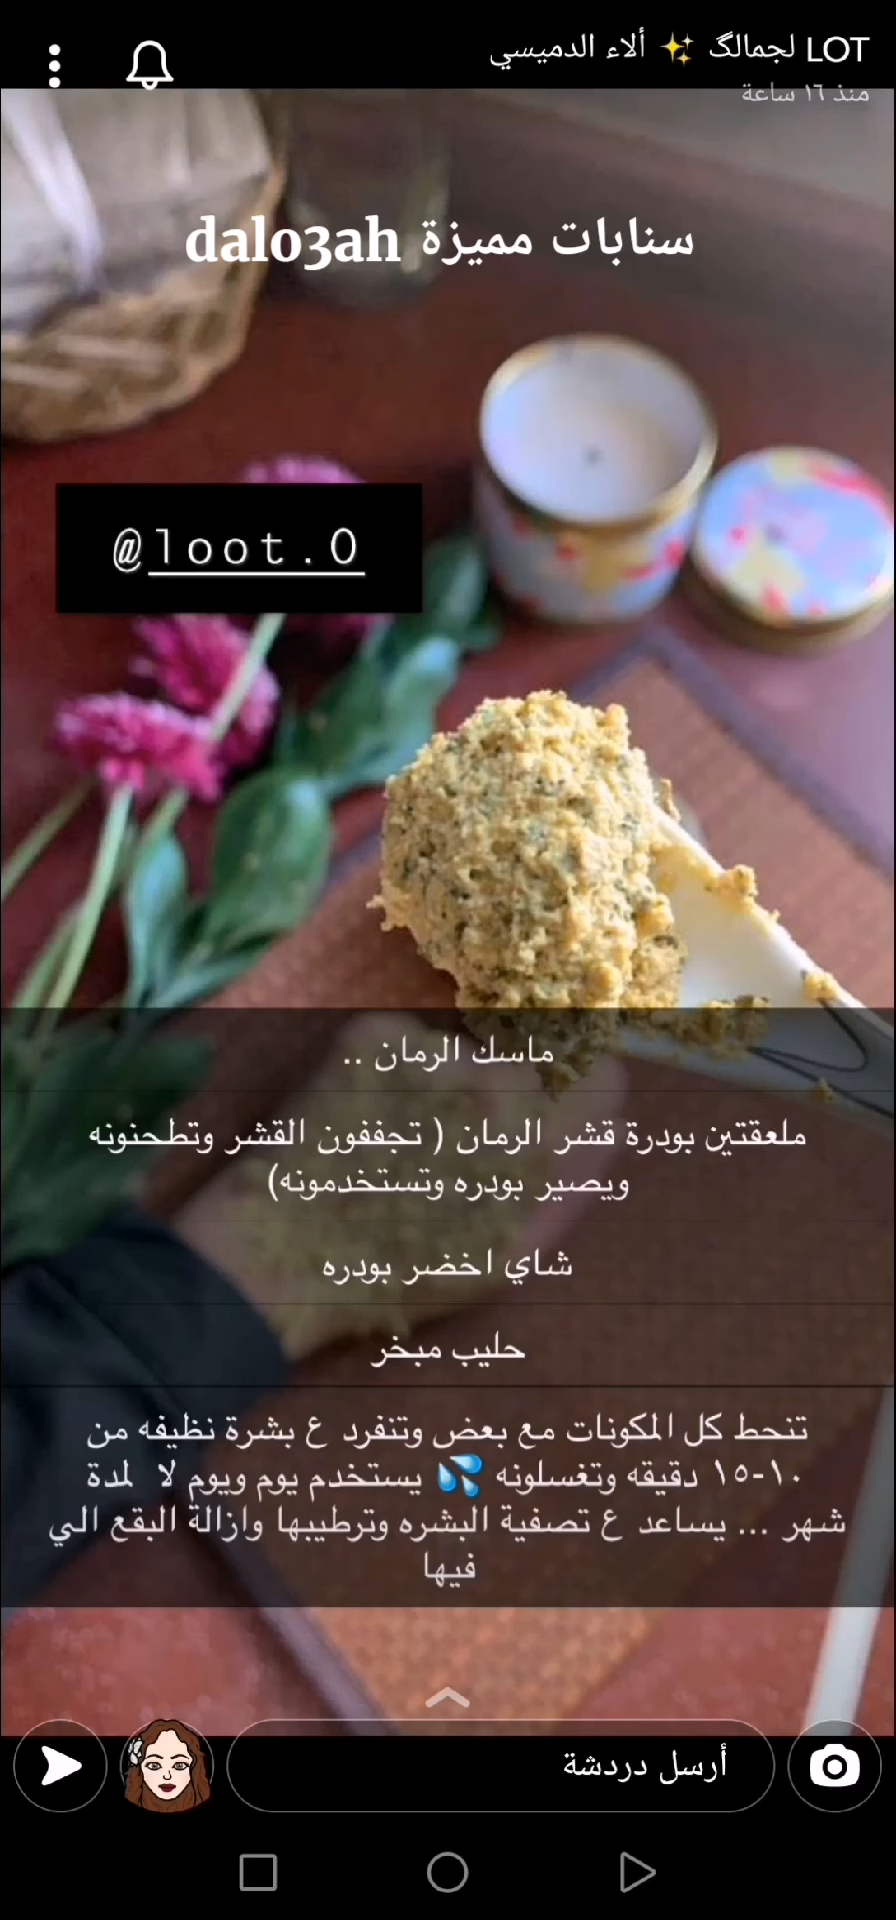 LOT لجمالگ ✨ ألاء الدميسي
منذ ١٦ ساعة
سنابات مميزة dalo3ah
@loot.0
ماسك الرمان ..
ملعقتين بودرة قشر الرمان ( تجففون القشر وتطحنونه
ويصير بودره وتستخدمونه)
شاي اخضر بودره
حليب مبخر
تنحط كل المكونات مع بعض وتنفرد ع بشرة نظيفه من
١٠-١٥ دقيقه وتغسلونه 💦 يستخدم يوم ويوم لا لمدة
شهر ... يساعد ع تصفية البشره وترطيبها وازالة البقع الي
فيها
أرسل دردشة